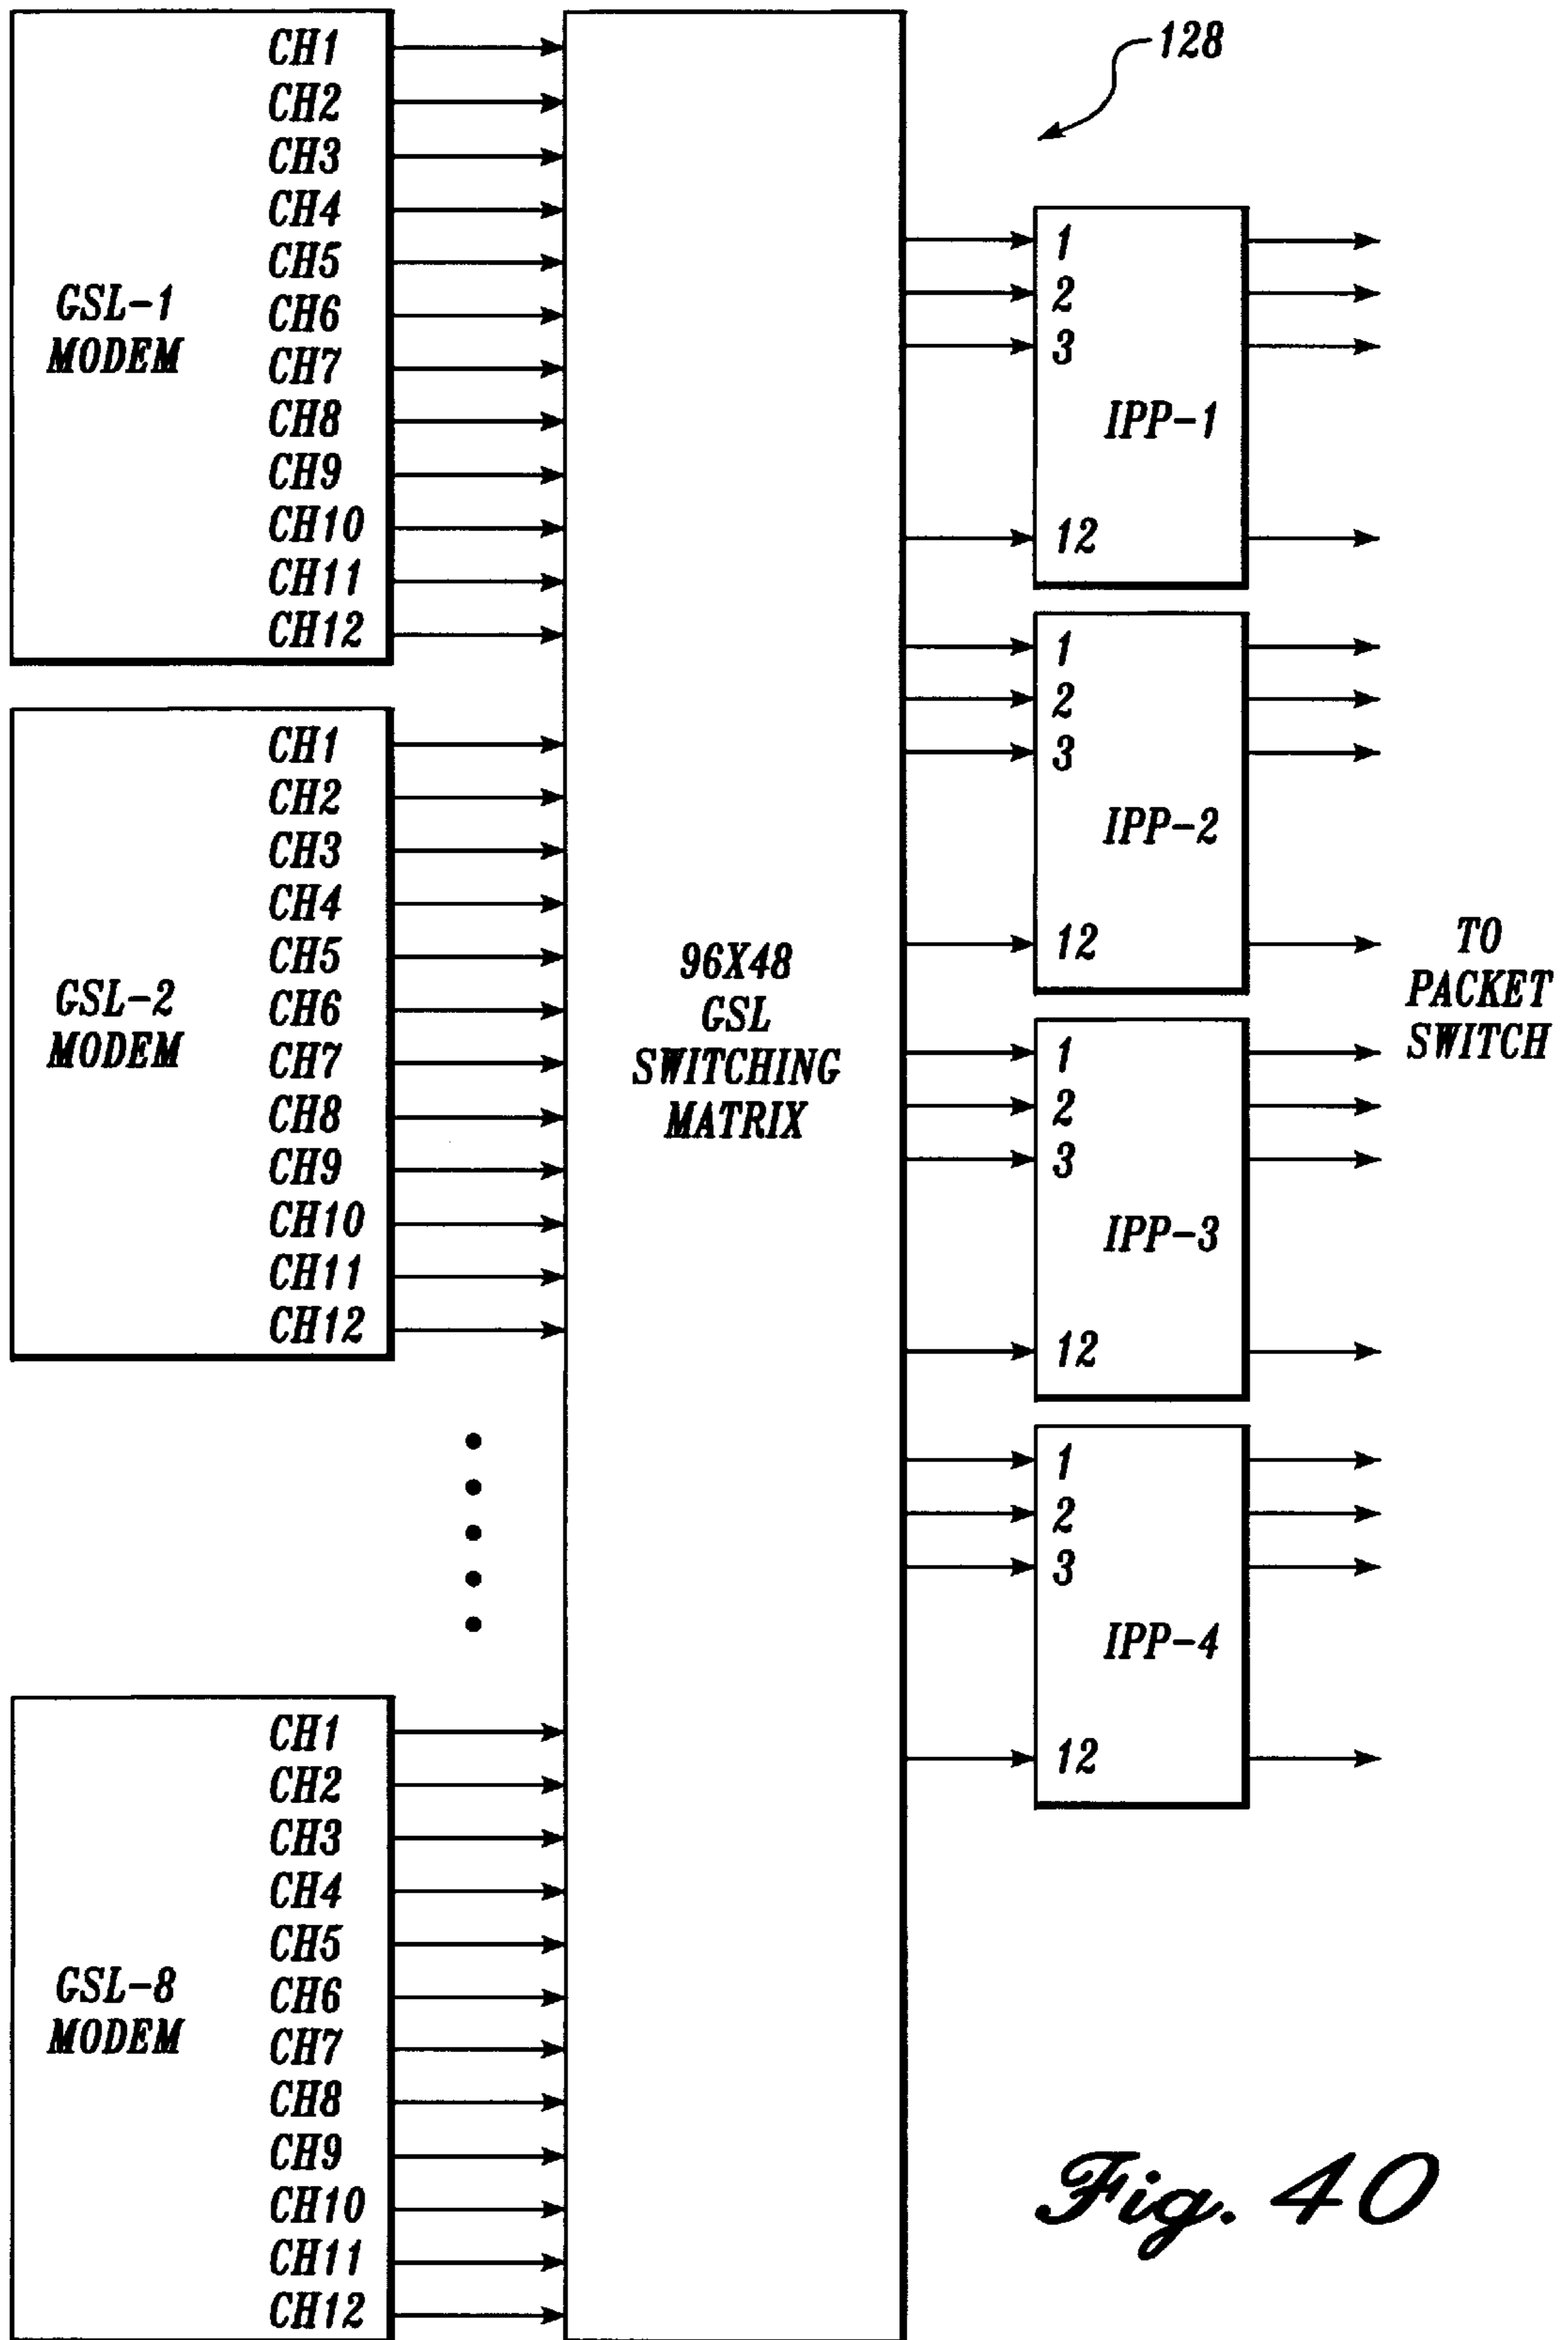 CH1
CH2
CH3
CH4
CH5
CH6
CH7
CH8
CH9
CH10
CH11
CH12
GSL-1
MODEM
CH1
CH2
CH3
CH4
CH5
CH6
CH7
CH8
CH9
CH10
CH11
CH12
GSL-2
MODEM
CH1
CH2
CH3
CH4
CH5
CH6
CH7
CH8
CH9
CH10
CH11
CH12
GSL-8
MODEM
96X48
GSL
SWITCHING
MATRIX
128
1
2
3
IPP-1
12
1
2
3
IPP-2
12
1
2
3
IPP-3
12
1
2
3
IPP-4
12
TO
PACKET
SWITCH
Fig. 40